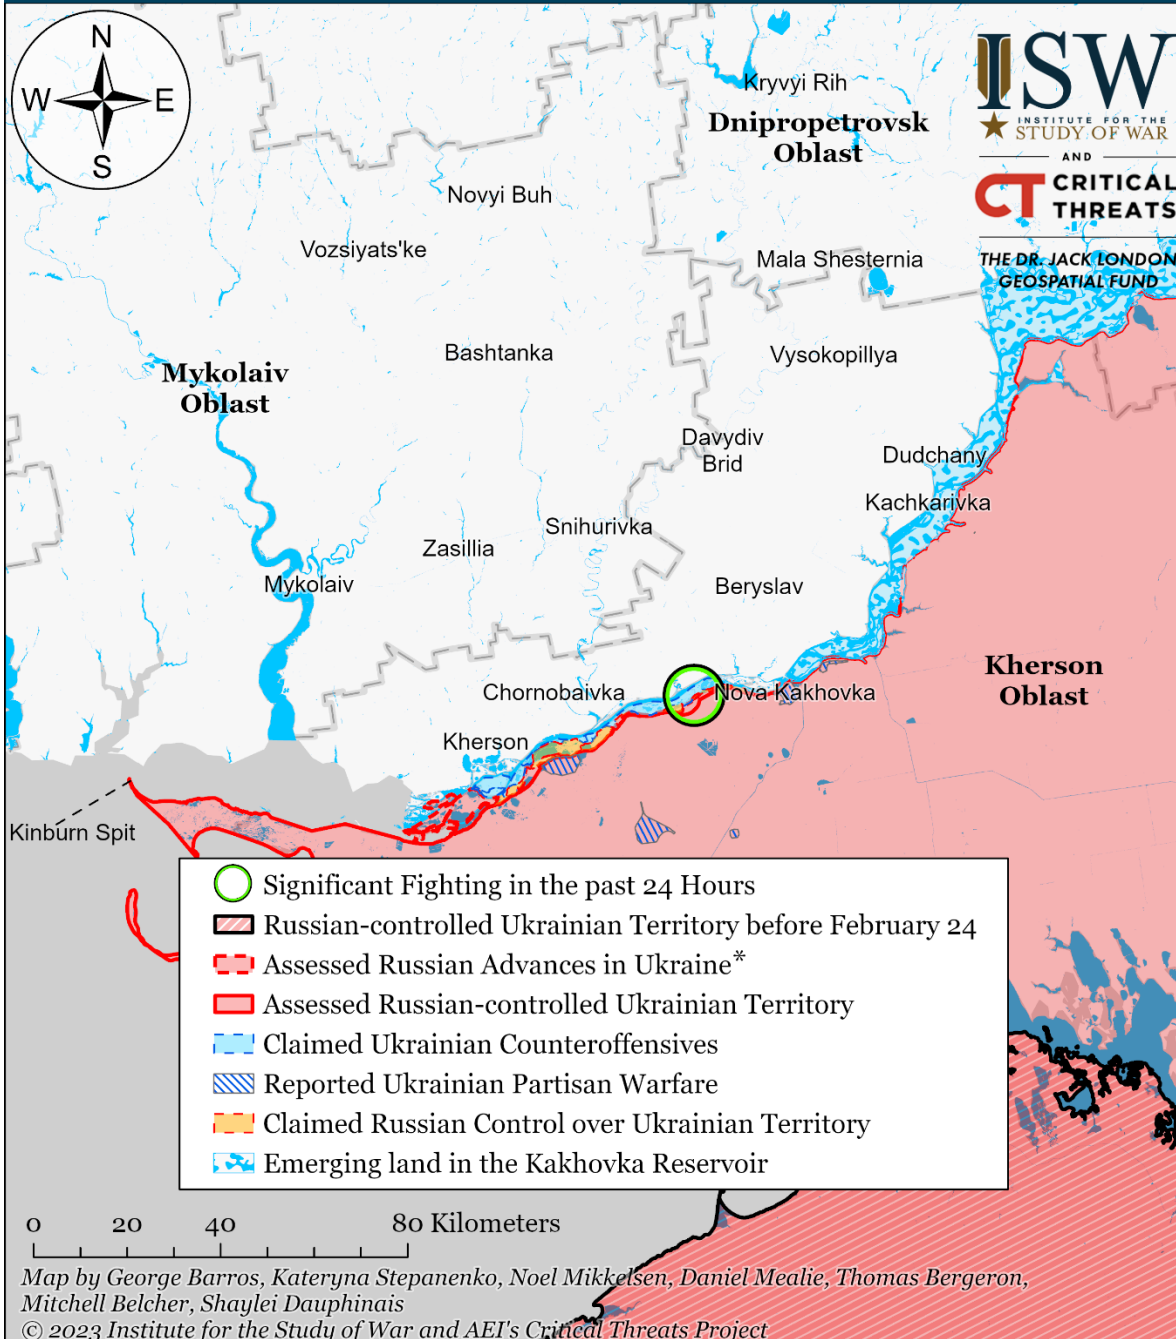 N
W
E
S
Kryvyi Rih
Dnipropetrovsk
Oblast
ISW
INSTITUTE FOR THE
STUDY OF WAR
AND
CT CRITICAL
THREATS
THE DR. JACK LONDON
GEOSPATIAL FUND
Novyi Buh
Vozsiyats'ke
Mala Shesternia
Bashtanka
Vysokopillya
Mykolaiv
Oblast
Davydiv
Brid
Dudchany
Kachkarivka
Snihurivka
Zasillia
Mykolaiv
Beryslav
Kherson
Oblast
Chornobaivka
Nova Kakhovka
Kherson
Kinburn Spit
Significant Fighting in the past 24 Hours
Russian-controlled Ukrainian Territory before February 24
Assessed Russian Advances in Ukraine*
Assessed Russian-controlled Ukrainian Territory
Claimed Ukrainian Counteroffensives
Reported Ukrainian Partisan Warfare
Claimed Russian Control over Ukrainian Territory
Emerging land in the Kakhovka Reservoir
0 20 40 80 Kilometers
Map by George Barros, Kateryna Stepanenko, Noel Mikkelsen, Daniel Mealie, Thomas Bergeron,
Mitchell Belcher, Shaylei Dauphinais
© 2023 Institute for the Study of War and AEI's Critical Threats Project